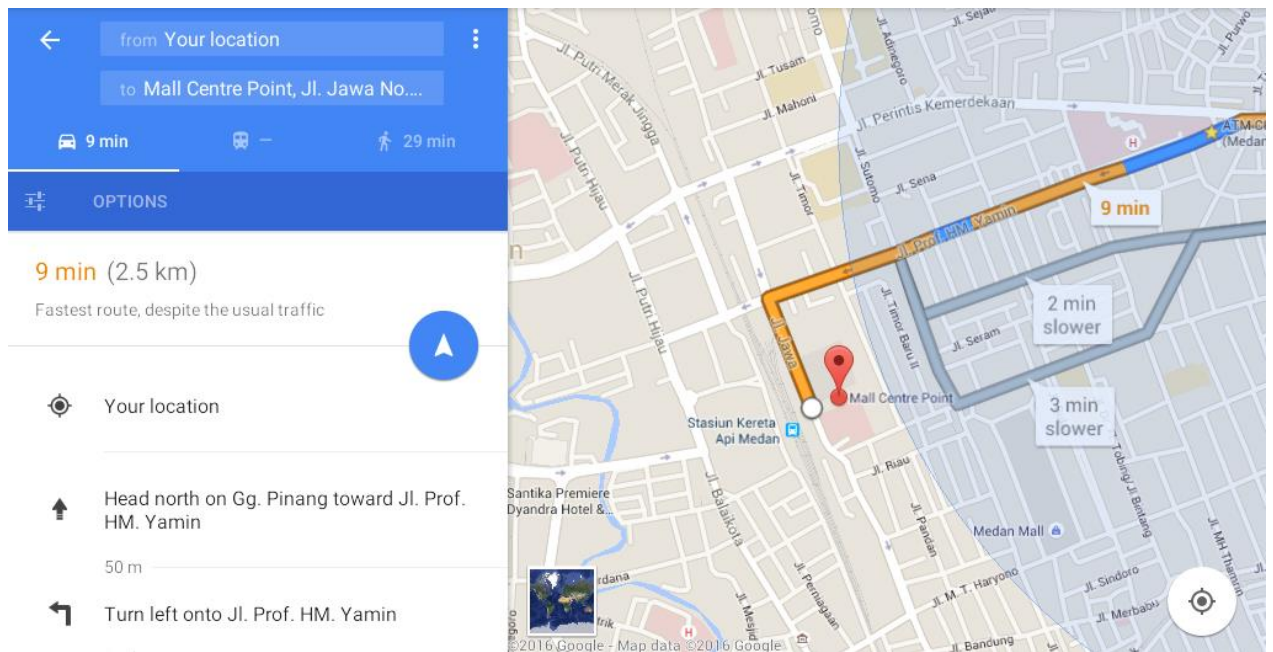 from Your location
to Mall Centre Point, Jl. Jawa No....
9 min
–
29 min
OPTIONS
9 min (2.5 km)
Fastest route, despite the usual traffic
Your location
Head north on Gg. Pinang toward Jl. Prof.
HM. Yamin
50 m
Turn left onto Jl. Prof. HM. Yamin
Jl. Putri Merak Jingga
Jl. Tusam
Jl. Mahoni
Jl. Adinegoro
Jl. Sejati
Jl. Purwo
Jl. Perintis Kemerdekaan
H
ATM C
(Medan
Jl. Putri Hijau
Jl. Timor
Jl. Sutomo
Jl. Sena
9 min
Jl. Prof. HM. Yamin
Jl. Putri Hijau
Jl. Jawa
Jl. Timor Baru II
2 min
slower
Jl. Seram
Mall Centre Point
3 min
slower
Stasiun Kereta
Api Medan
Jl. Riau
Tobing/Jl. Bintang
Santika Premiere
Dyandra Hotel &...
Jl. Balaikota
Jl. Pandan
Medan Mall
Jl. MH Thamrin
rdana
Jl. Perniagaan
Jl. M. T. Haryono
Jl. Sindoro
Jl. Merbabu
Jl. Mesjid
H
Jl. Bandung
©2016 Google - Map data ©2016 Google